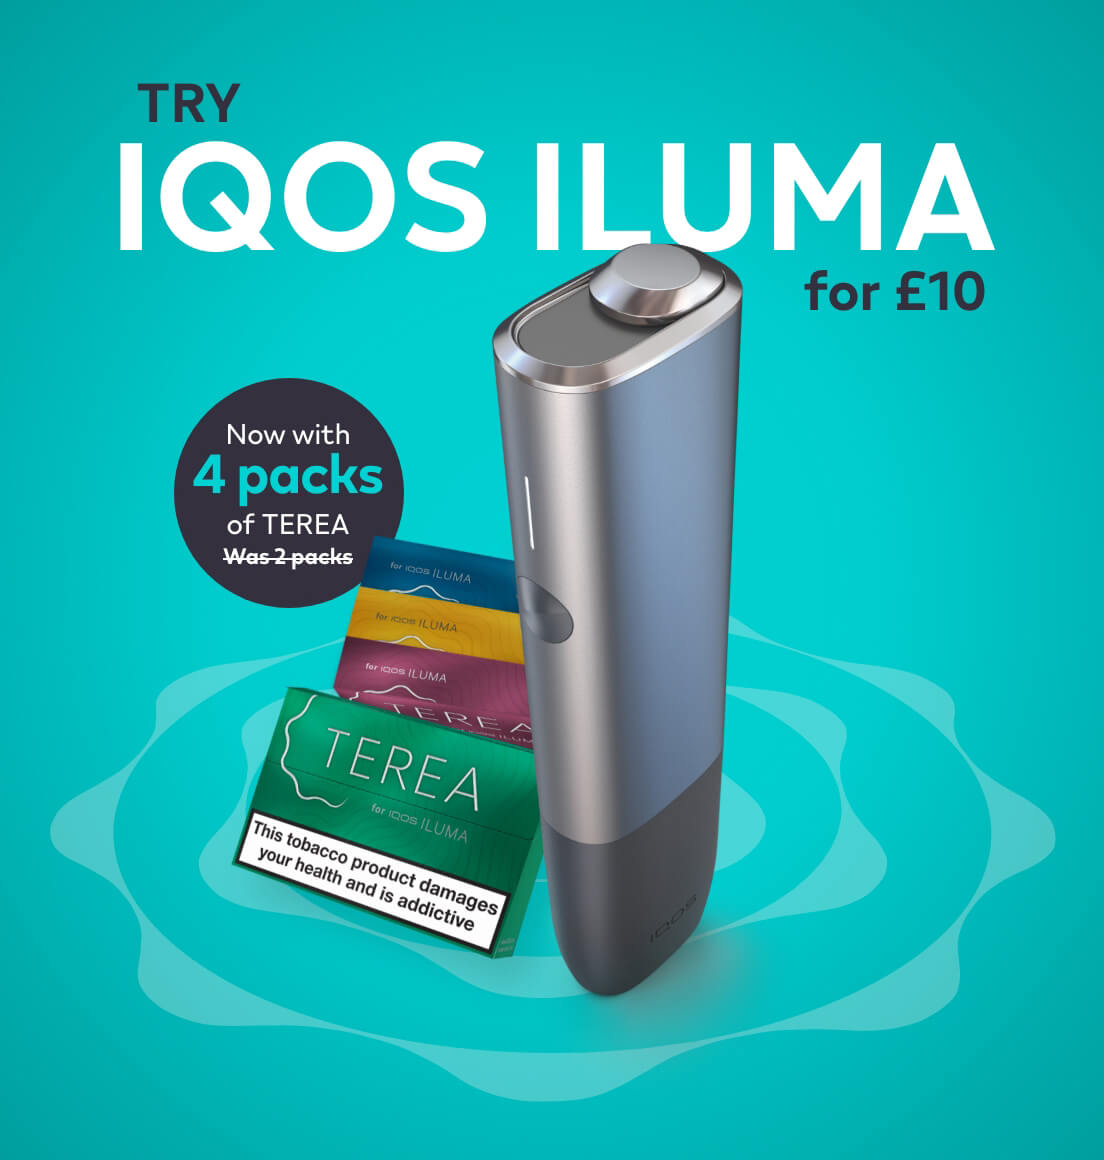 TRY
IQOS ILUMA
for £10
Now with
4 packs
of TEREA
Was 2 packs
for IQOS ILUMA
for IQOS ILUMA
for IQOS ILUMA
TEREA
TEREA
for IQOS ILUMA
This tobacco product damages
your health and is addictive
IQOS